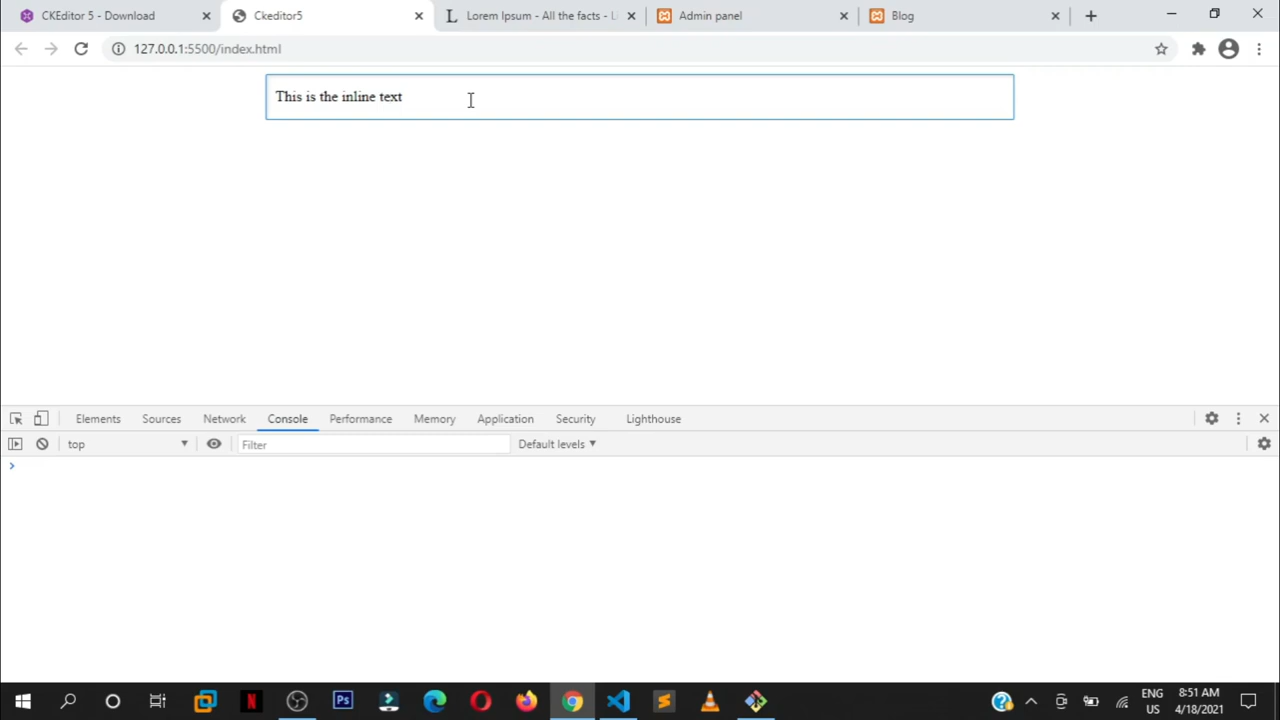 CKEditor 5 - Download
Ckeditor5
Lorem Ipsum - All the facts - Li
Admin panel
Blog
127.0.0.1:5500/index.html
This is the inline text
Elements
Sources
Network
Console
Performance
Memory
Application
Security
Lighthouse
top
Filter
Default levels
ENG
US
8:51 AM
4/18/2021